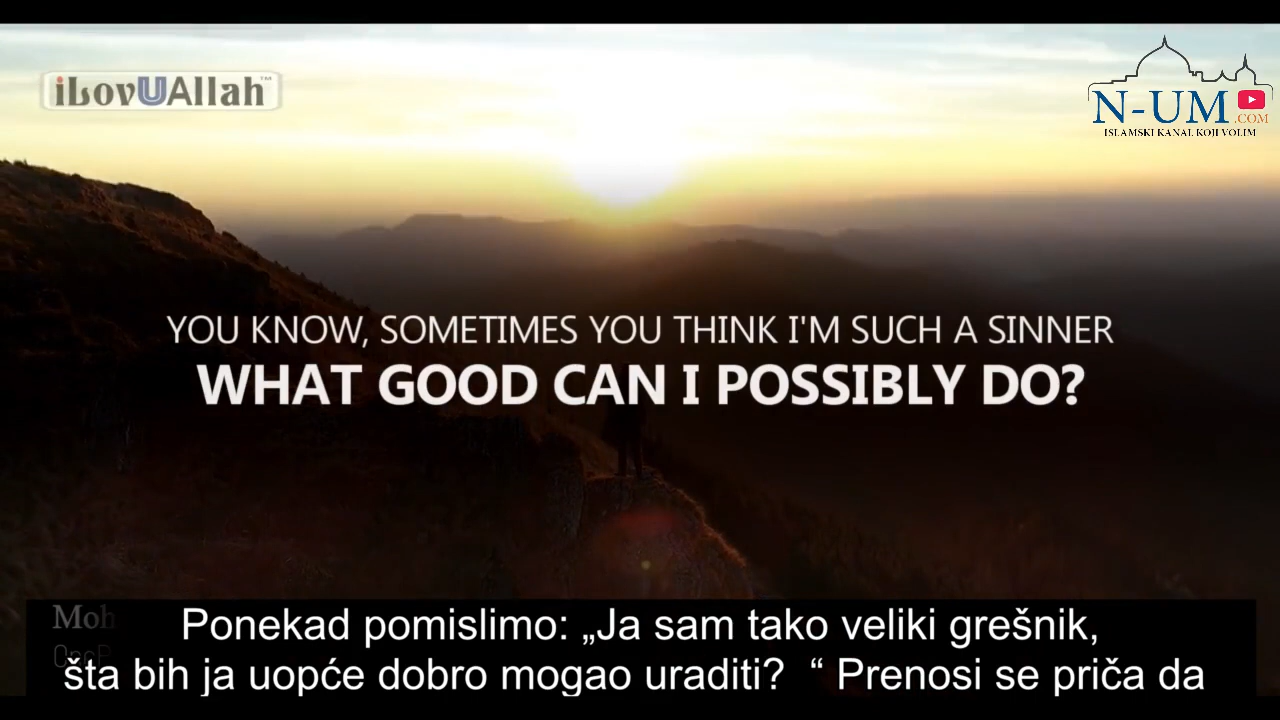 iLovUAllah™
N-UM
.COM
ISLAMSKI KANAL KOJI VOLIM
YOU KNOW, SOMETIMES YOU THINK I'M SUCH A SINNER
WHAT GOOD CAN I POSSIBLY DO?
Ponekad pomislimo: „Ja sam tako veliki grešnik,
šta bih ja uopće dobro mogao uraditi? “ Prenosi se priča da